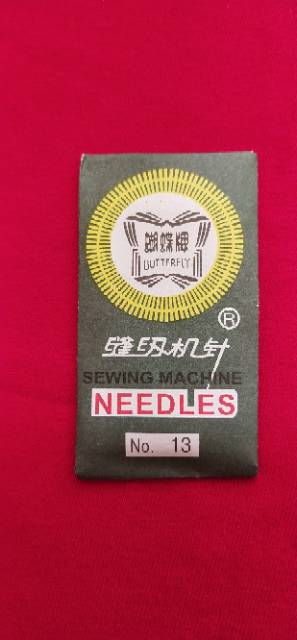 蝴蝶牌
BUTTERFLY
®
缝纫机针
SEWING MACHINE
NEEDLES
No. 13